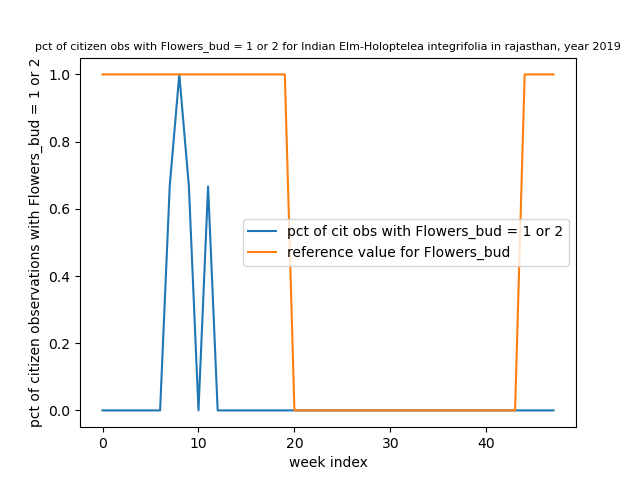 pct of citizen obs with Flowers_bud = 1 or 2 for Indian Elm-Holoptelea integrifolia in rajasthan, year 2019
pct of citizen observations with Flowers_bud = 1 or 2
1.0
0.8
0.6
0.4
0.2
0.0
pct of cit obs with Flowers_bud = 1 or 2
reference value for Flowers_bud
0 10 20 30 40
week index